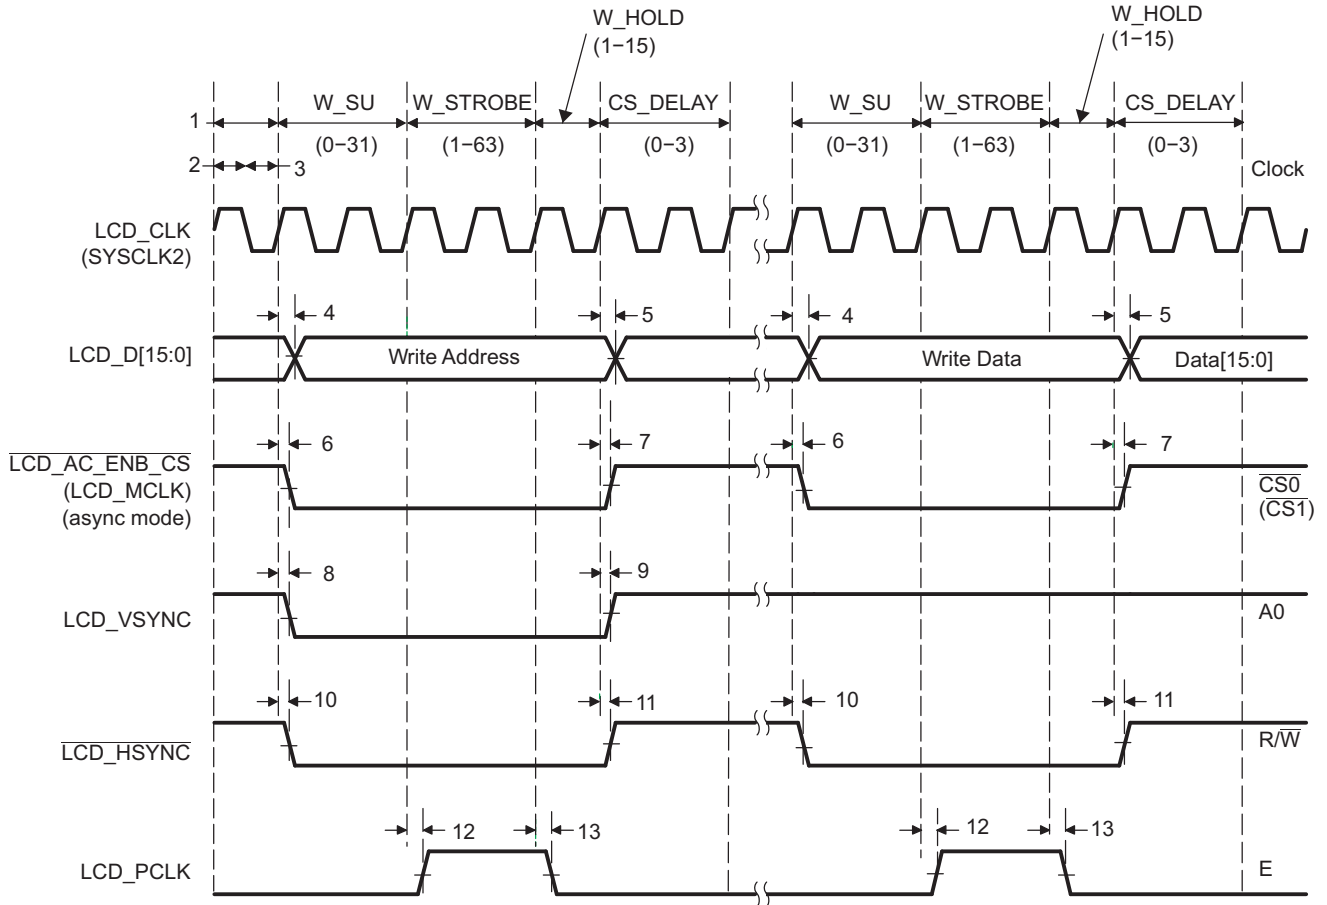 W_HOLD
(1−15)
W_HOLD
(1−15)
W_SU
W_STROBE
CS_DELAY
W_SU
W_STROBE
CS_DELAY
1
(0−31)
(1−63)
(0−3)
(0−31)
(1−63)
(0−3)
2
3
Clock
LCD_CLK
(SYSCLK2)
4
5
4
5
LCD_D[15:0]
Write Address
Write Data
Data[15:0]
6
7
6
7
LCD_AC_ENB_CS
(LCD_MCLK)
(async mode)
CS0
(CS1)
8
9
LCD_VSYNC
A0
10
11
10
11
LCD_HSYNC
R/W
12
13
12
13
LCD_PCLK
E